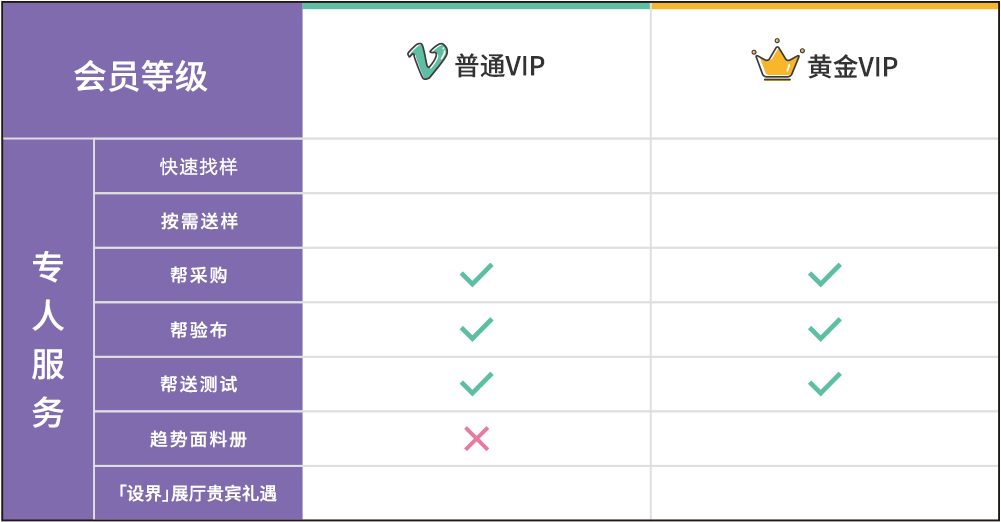 会员等级
普通VIP
黄金VIP
专人服务
快速找样
按需送样
帮采购
帮验布
帮送测试
趋势面料册
「设界」展厅贵宾礼遇